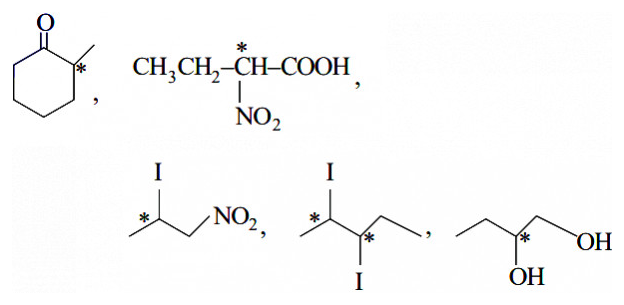 O
*
,
*
CH₃CH₂–CH–COOH,
NO₂
I
*
NO₂,
I
*
*
I
,
*
OH
OH